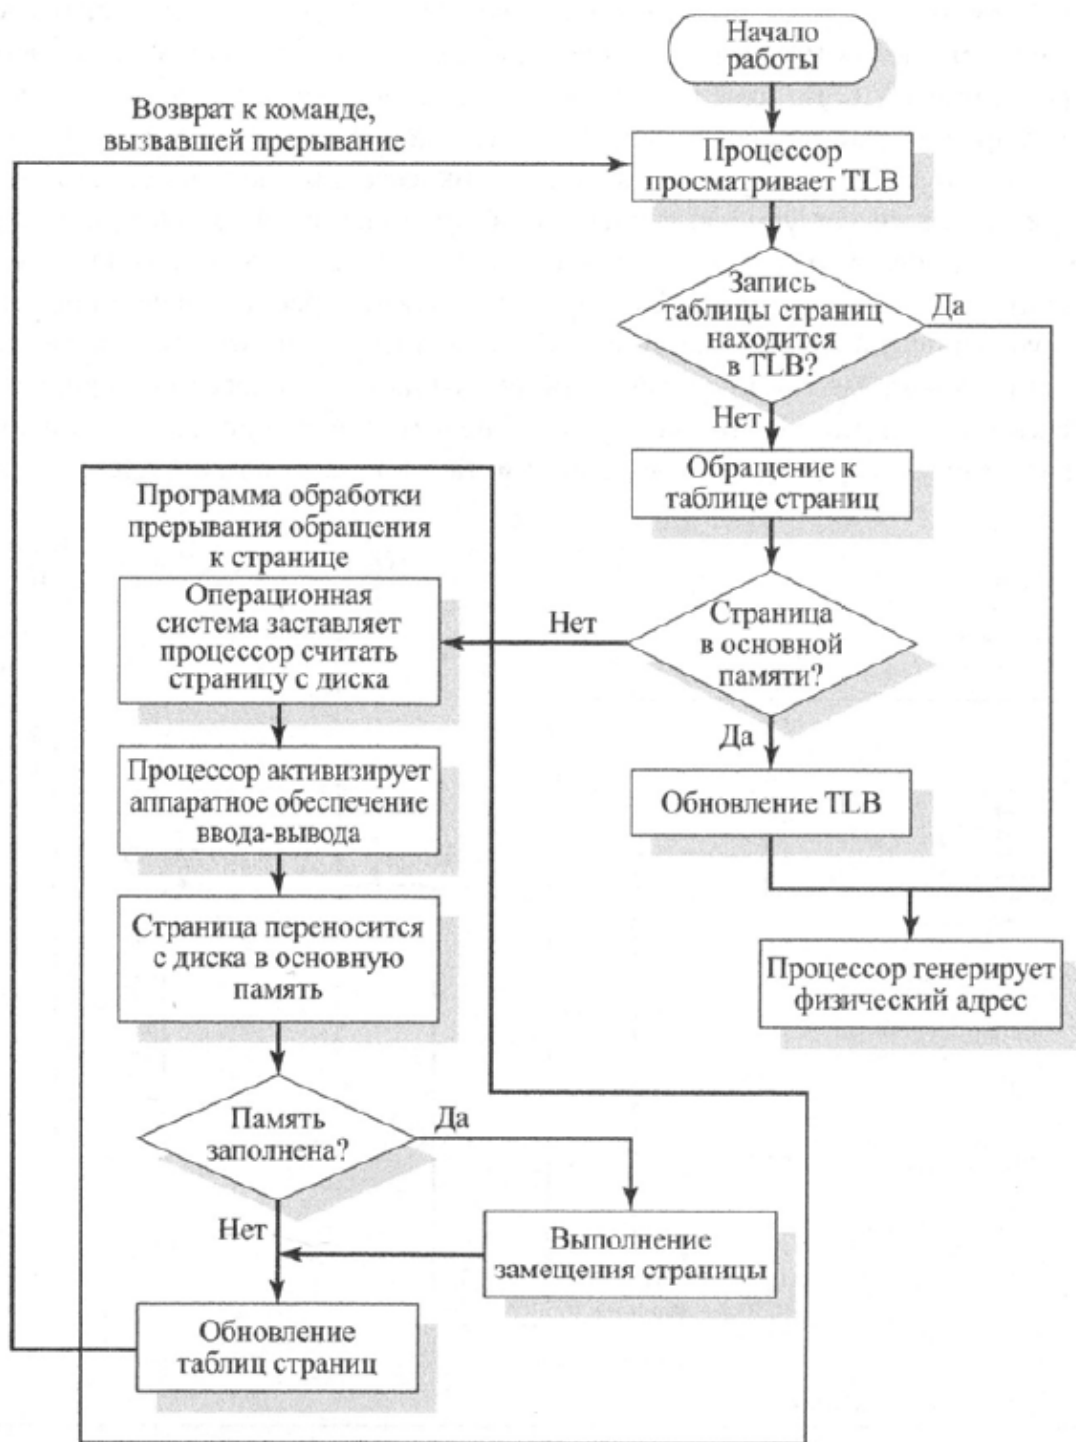 Начало
работы
Возврат к команде,
вызвавшей прерывание
Процессор
просматривает TLB
Запись
таблицы страниц
находится
в TLB?
Да
Нет
Обращение к
таблице страниц
Программа обработки
прерывания обращения
к странице
Операционная
система заставляет
процессор считать
страницу с диска
Нет
Страница
в основной
памяти?
Да
Процессор активизирует
аппаратное обеспечение
ввода-вывода
Обновление TLB
Страница переносится
с диска в основную
память
Процессор генерирует
физический адрес
Память
заполнена?
Да
Нет
Выполнение
замещения страницы
Обновление
таблиц страниц